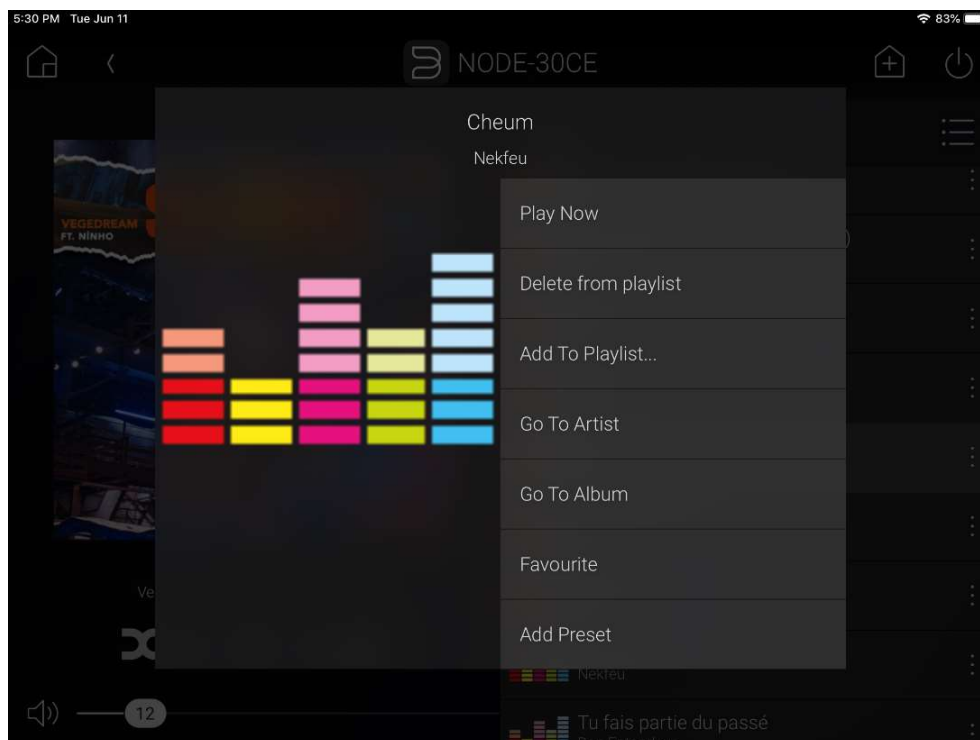 5:30 PM Tue Jun 11
83%
NODE-30CE
Cheum
Nekfeu
VEGEDREAM
FT. NINHO
Play Now
Delete from playlist
Add To Playlist...
Go To Artist
Go To Album
Favourite
Add Preset
Ve
Nekfeu
12
Tu fais partie du passé